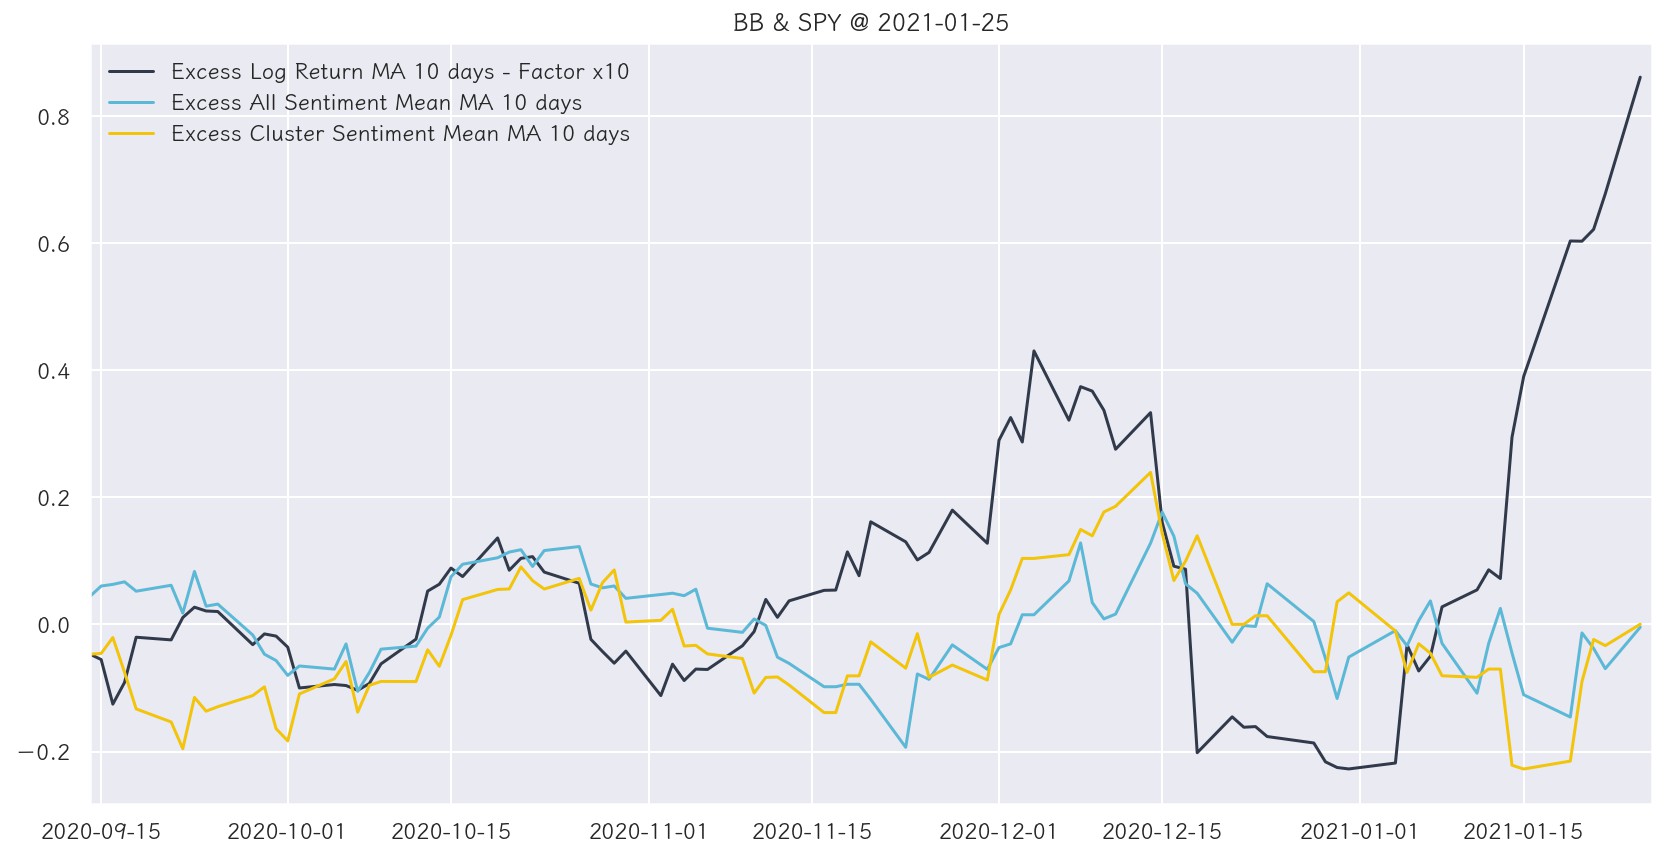 BB & SPY @ 2021-01-25
Excess Log Return MA 10 days - Factor x10
Excess All Sentiment Mean MA 10 days
Excess Cluster Sentiment Mean MA 10 days
0.8
0.6
0.4
0.2
0.0
−0.2
2020-09-15 2020-10-01 2020-10-15 2020-11-01 2020-11-15 2020-12-01 2020-12-15 2021-01-01 2021-01-15